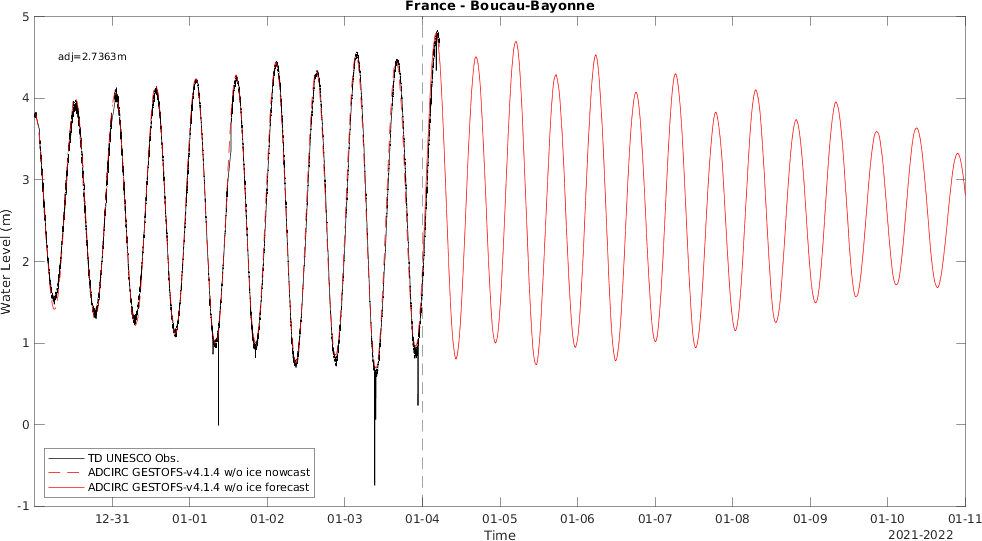 France - Boucau-Bayonne
adj=2.7363m
5
4
3
2
1
0
-1
Water Level (m)
TD UNESCO Obs.
ADCIRC GESTOFS-v4.1.4 w/o ice nowcast
ADCIRC GESTOFS-v4.1.4 w/o ice forecast
12-31 01-01 01-02 01-03 01-04 01-05 01-06 01-07 01-08 01-09 01-10 01-11
Time
2021-2022